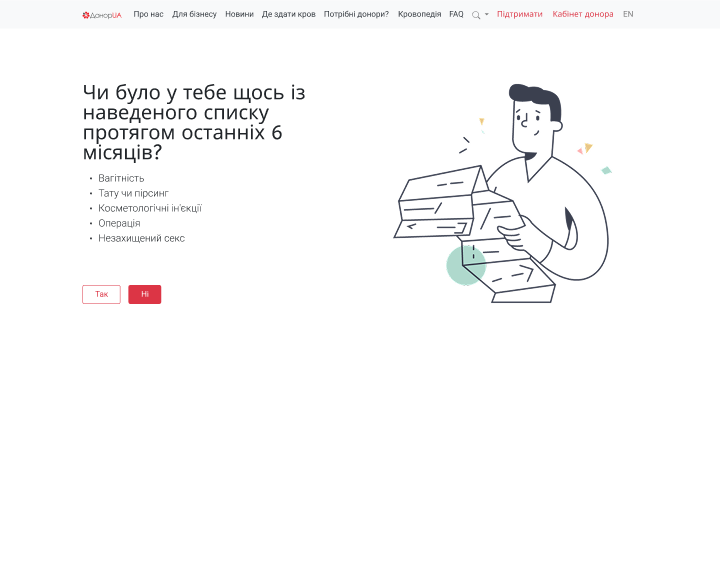 ДонорUA Про нас Для бізнесу Новини Де здати кров Потрібні донори? Кровопедія FAQ Підтримати Кабінет донора EN
Чи було у тебе щось із
наведеного списку
протягом останніх 6
місяців?
• Вагітність
• Тату чи пірсинг
• Косметологічні ін'єкції
• Операція
• Незахищений секс
Так Ні